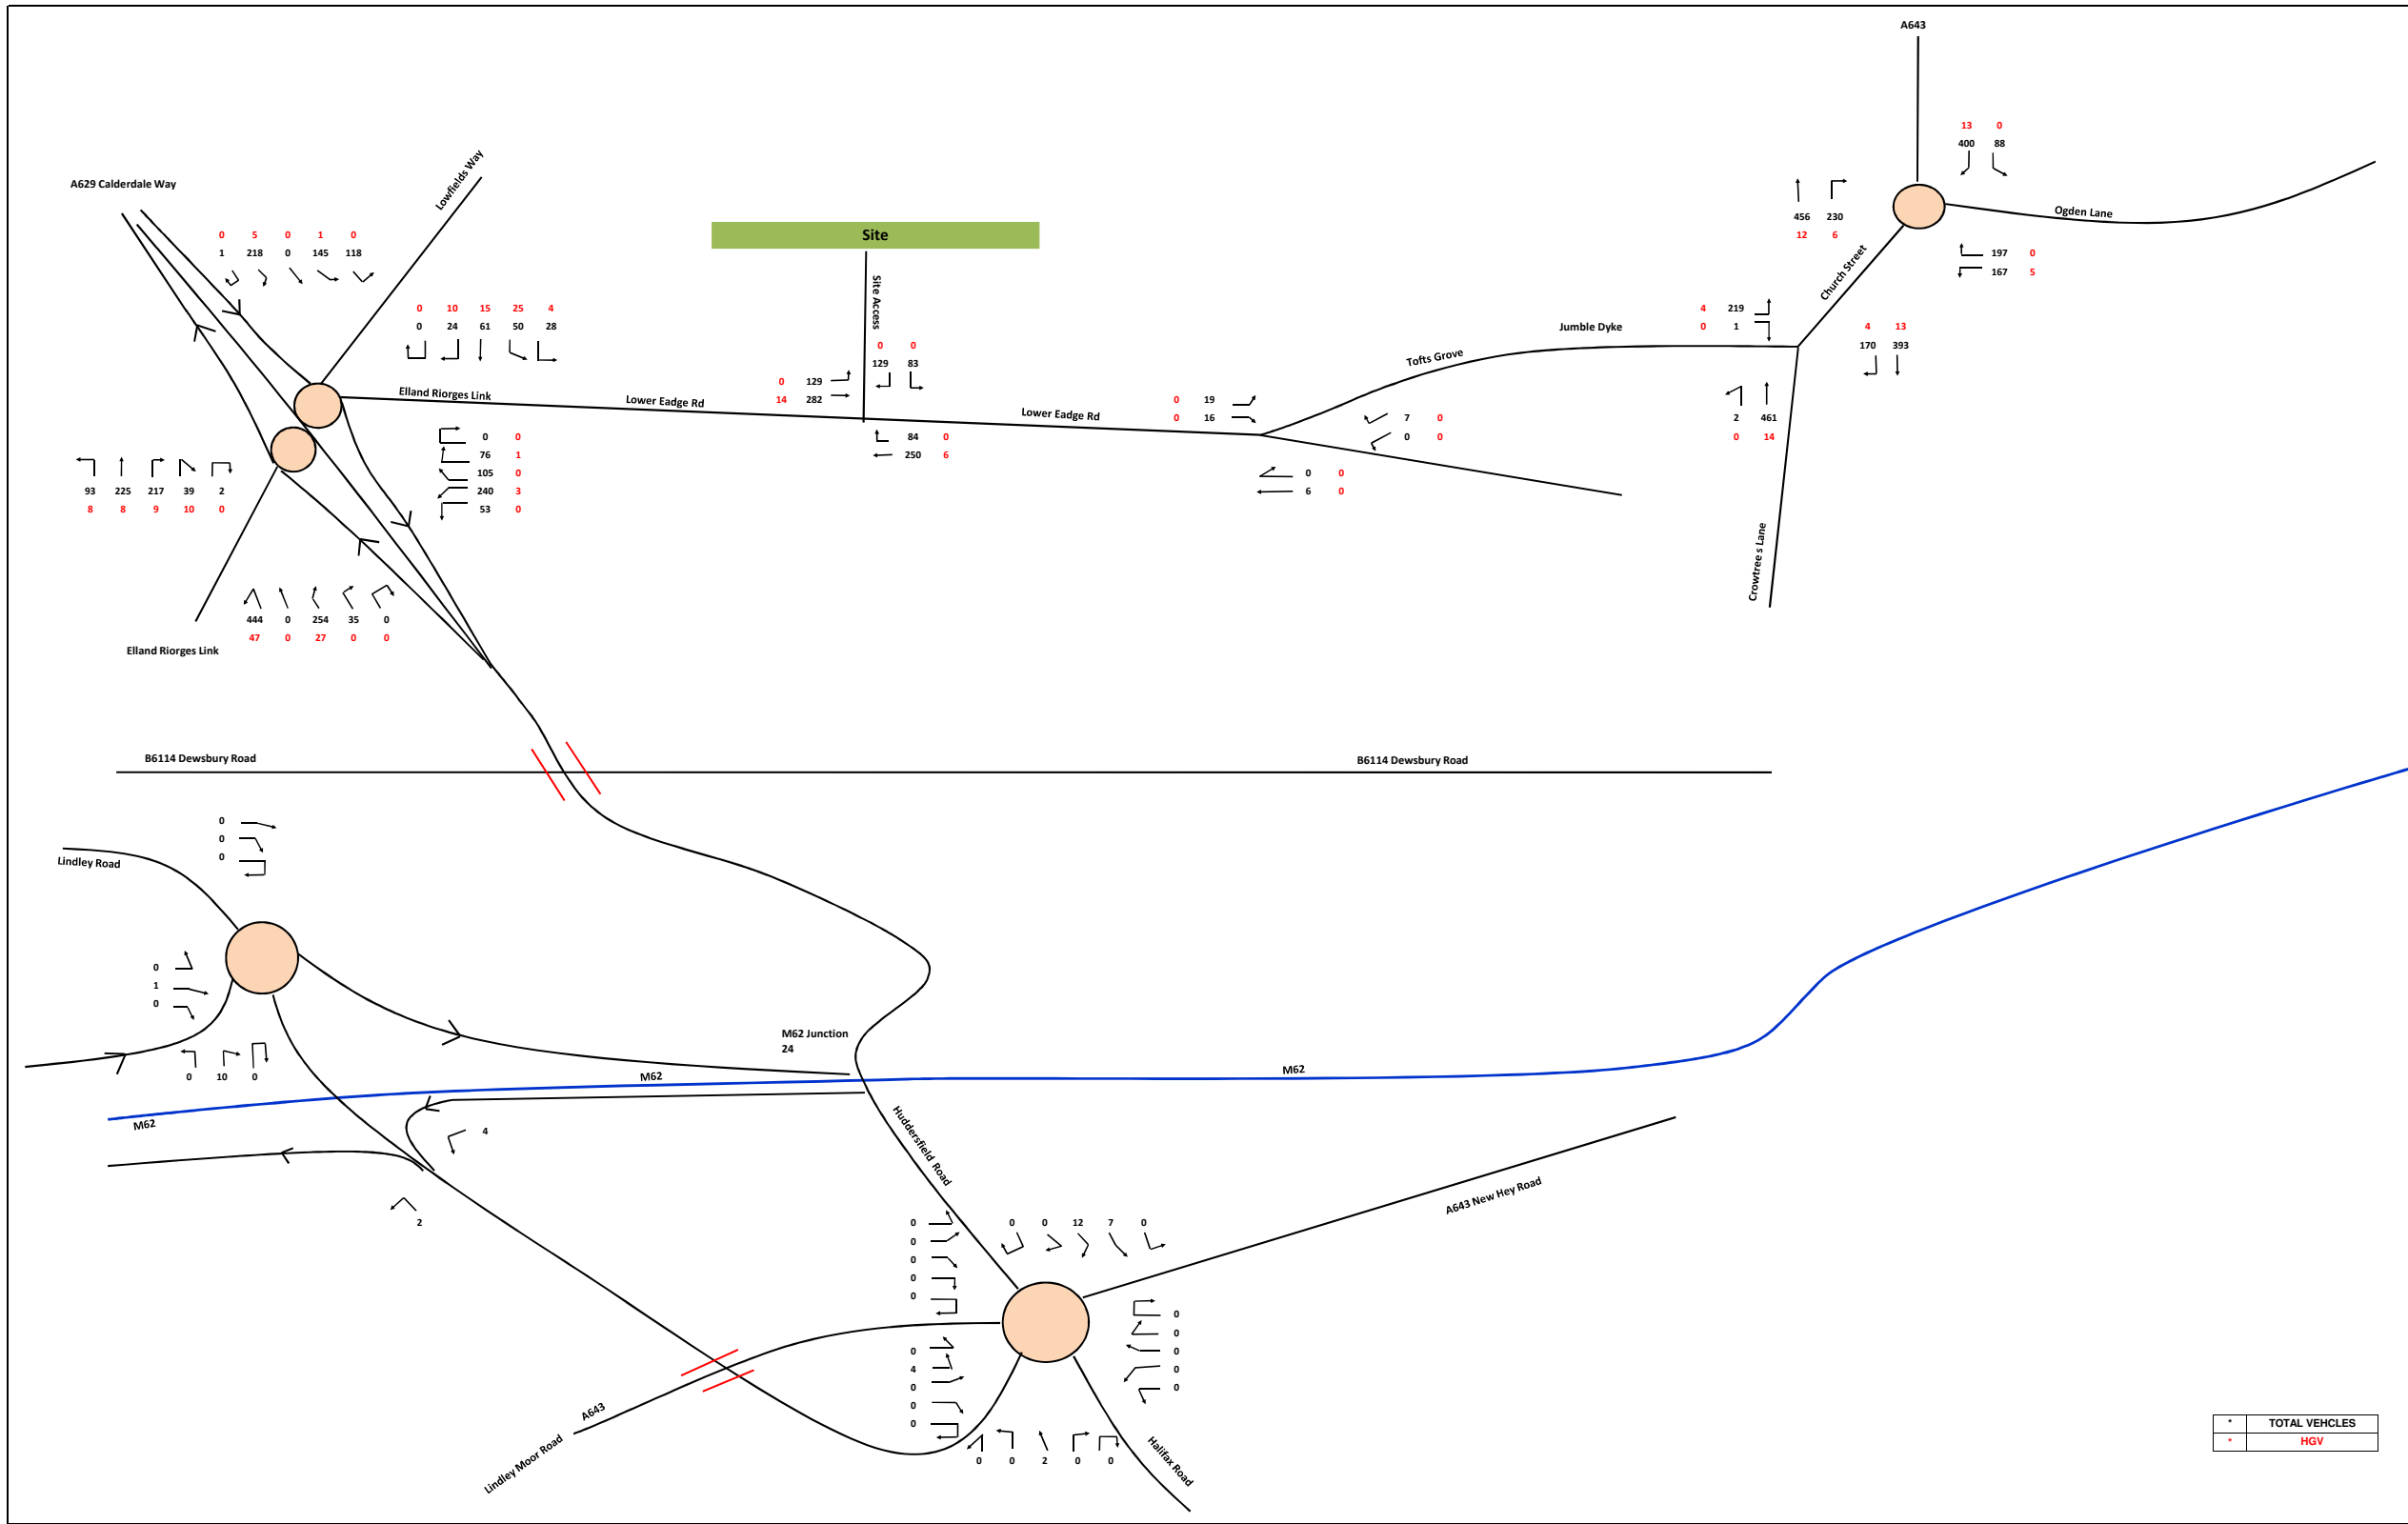 A643
13 0
400 88
A629 Calderdale Way
Lowfields Way
0 5 0 1 0
1 218 0 145 118
Site
456 230
12 6
Ogden Lane
197 0
167 5
Church Street
0 10 15 25 4
0 24 61 50 28
Site Access
4 219
0 1
Jumble Dyke
4 13
170 393
0 0
129 83
Tofts Grove
0 129
14 282
Elland Riorges Link
Lower Eadge Rd
Lower Eadge Rd
0 19
0 16
7 0
0 0
2 461
0 14
0 0
76 1
105 0
240 3
53 0
84 0
250 6
0 0
6 0
93 225 217 39 2
8 8 9 10 0
Crowtree s Lane
444 0 254 35 0
47 0 27 0 0
Elland Riorges Link
B6114 Dewsbury Road
B6114 Dewsbury Road
0
0
0
Lindley Road
0
1
0
0 10 0
M62 Junction
24
M62
M62
M62
4
Huddersfield Road
2
A643 New Hey Road
0
0
0
0
0
0 0 12 7 0
0
0
0
0
0
0
4
0
0
0
0 0 2 0 0
A643
Lindley Moor Road
Halifax Road
* TOTAL VEHCLES
* HGV